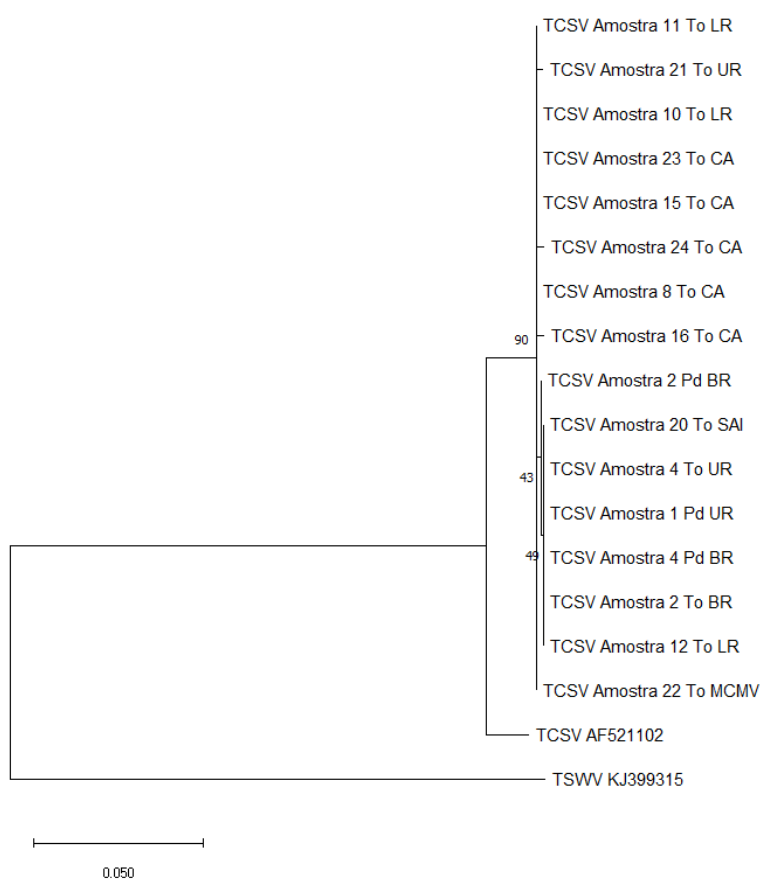 TCSV Amostra 11 To LR
TCSV Amostra 21 To UR
TCSV Amostra 10 To LR
TCSV Amostra 23 To CA
TCSV Amostra 15 To CA
TCSV Amostra 24 To CA
TCSV Amostra 8 To CA
TCSV Amostra 16 To CA
90
TCSV Amostra 2 Pd BR
TCSV Amostra 20 To SAI
TCSV Amostra 4 To UR
43
TCSV Amostra 1 Pd UR
TCSV Amostra 4 Pd BR
49
TCSV Amostra 2 To BR
TCSV Amostra 12 To LR
TCSV Amostra 22 To MCMV
TCSV AF521102
TSWV KJ399315
0.050